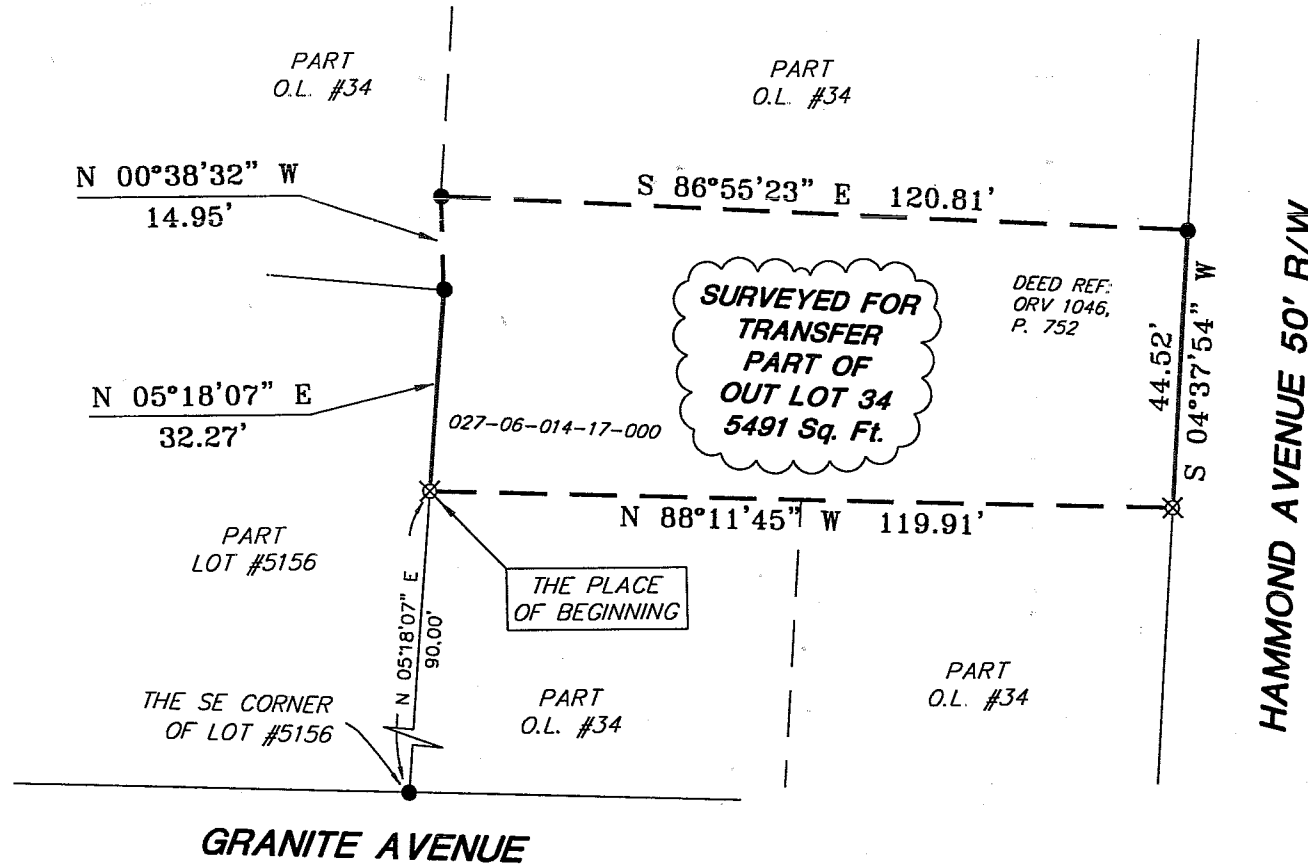 PART
O.L. #34
PART
O.L. #34
N 00°38'32" W
14.95'
S 86°55'23" E 120.81'
SURVEYED FOR
TRANSFER
PART OF
OUT LOT 34
5491 Sq. Ft.
DEED REF:
ORV 1046,
P. 752
44.52'
S 04°37'54" W
HAMMOND AVENUE 50' R/W
N 05°18'07" E
32.27'
027-06-014-17-000
N 88°11'45" W 119.91'
PART
LOT #5156
THE PLACE
OF BEGINNING
N 05°18'07" E
90.00'
THE SE CORNER
OF LOT #5156
PART
O.L. #34
PART
O.L. #34
GRANITE AVENUE